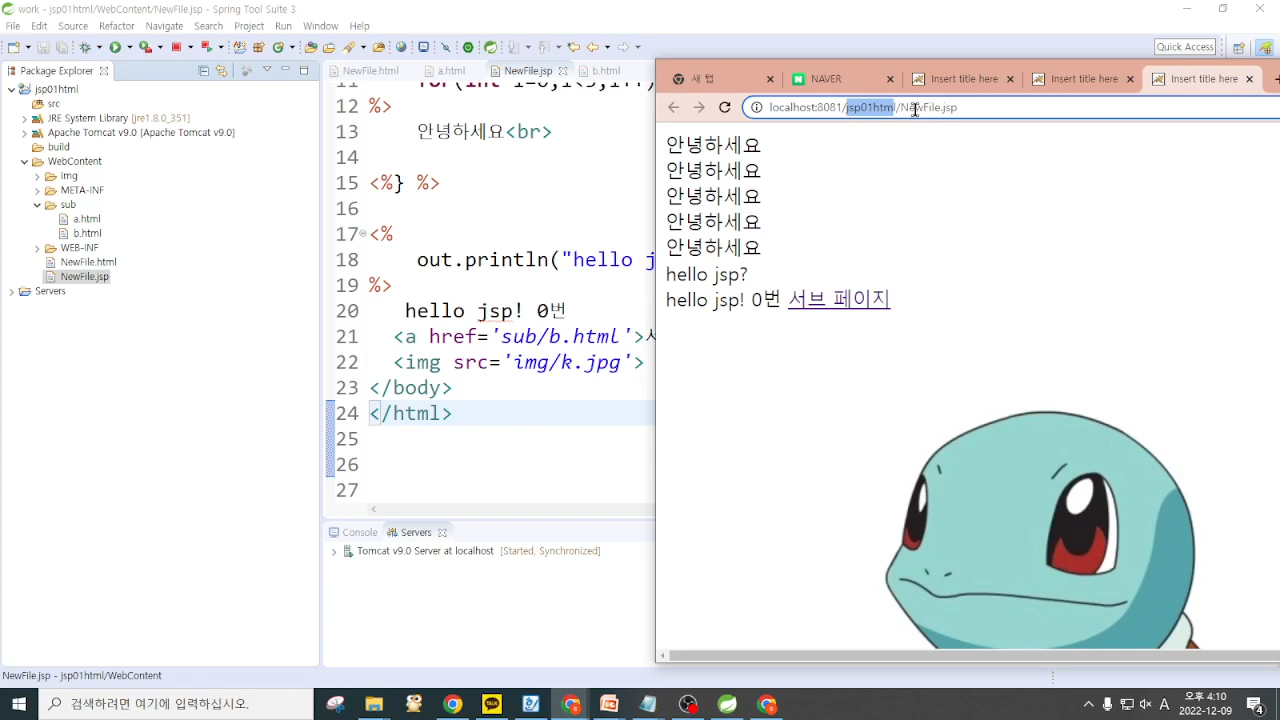 work - jsp01html/WebContent/NewFile.jsp - Spring Tool Suite 3
File Edit Source Refactor Navigate Search Project Run Window Help
Quick Access
Package Explorer
jsp01html
src
JRE System Library [jre1.8.0_351]
Apache Tomcat v9.0 [Apache Tomcat v9.0]
build
WebContent
img
META-INF
sub
a.html
b.html
WEB-INF
NewFile.html
NewFile.jsp
Servers
NewFile.html a.html NewFile.jsp b.html
12 %>
13 안녕하세요<br>
14
15 <%} %>
16
17 <%
18 out.println("hello j
19 %>
20 hello jsp! 0번
21 <a href='sub/b.html'>
22 <img src='img/k.jpg'>
23 </body>
24 </html>
25
26
27
Console Servers
Tomcat v9.0 Server at localhost [Started, Synchronized]
새 탭 NAVER Insert title here Insert title here Insert title here
localhost:8081/jsp01html/NewFile.jsp
안녕하세요
안녕하세요
안녕하세요
안녕하세요
안녕하세요
hello jsp?
hello jsp! 0번 서브 페이지
NewFile.jsp - jsp01html/WebContent
검색하려면 여기에 입력하십시오.
TALK
A
오후 4:10
2022-12-09
4